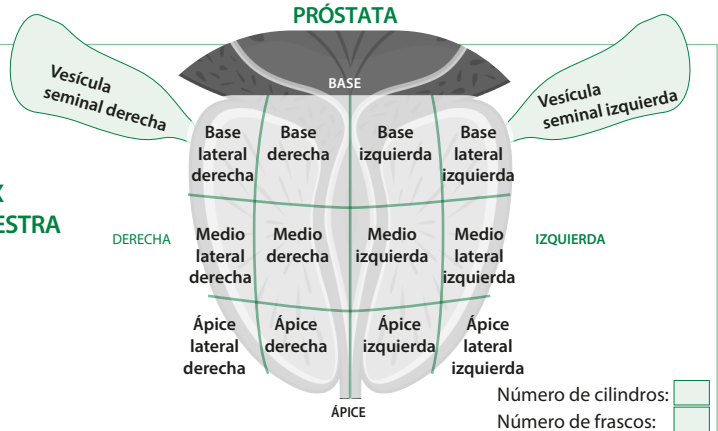 PRÓSTATA
Vesícula
seminal derecha
BASE
Vesícula
seminal izquierda
Base
lateral
derecha
Base
derecha
Base
izquierda
Base
lateral
izquierda
X
ESTRA
DERECHA
Medio
lateral
derecha
Medio
derecha
Medio
izquierda
Medio
lateral
izquierda
IZQUIERDA
Ápice
lateral
derecha
Ápice
derecha
Ápice
izquierda
Ápice
lateral
izquierda
ÁPICE
Número de cilindros:
Número de frascos: